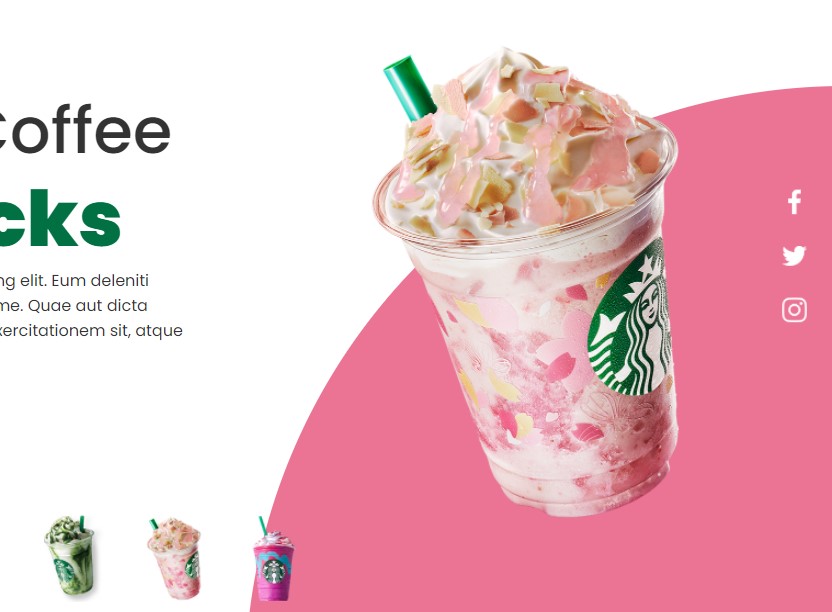 Coffee
cks
ng elit. Eum deleniti
me. Quae aut dicta
xercitationem sit, atque